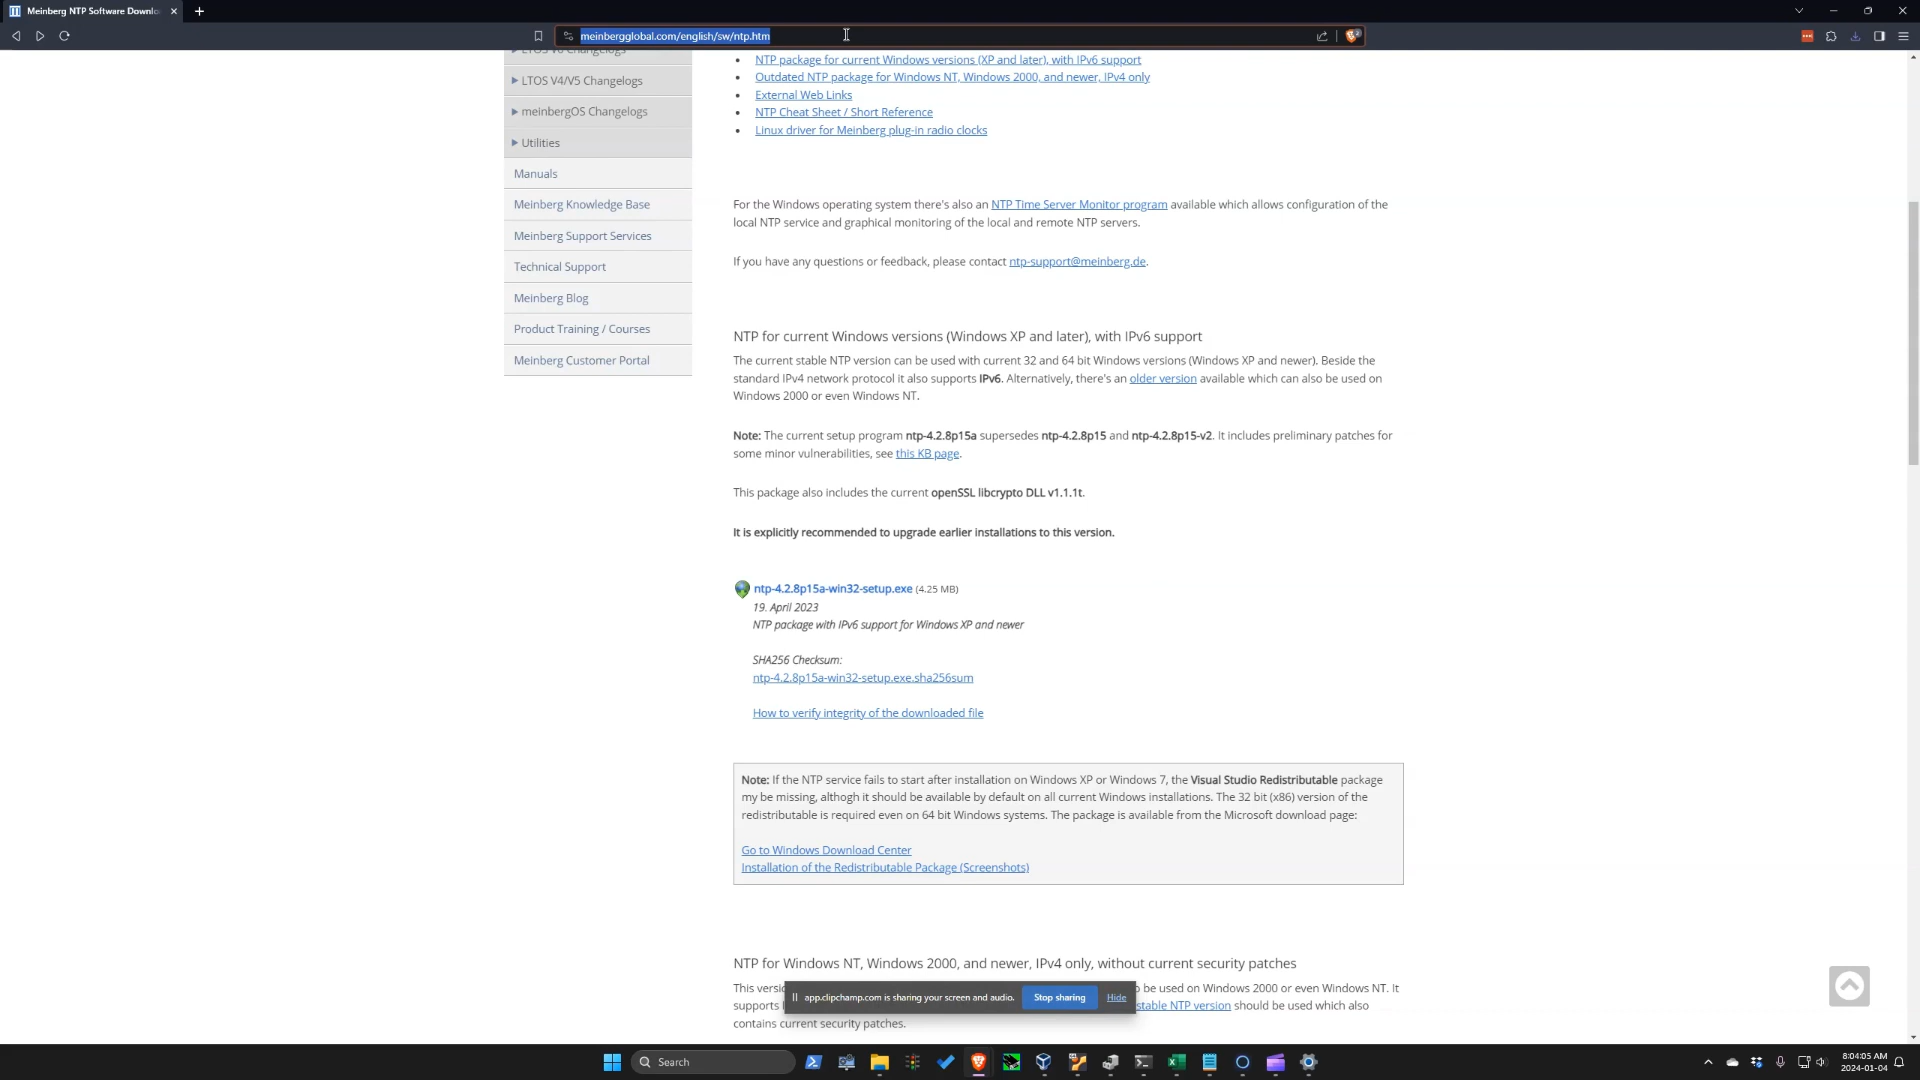 Meinberg NTP Software Downlo
meinbergglobal.com/english/sw/ntp.htm
LTOS V6 Changelogs
LTOS V4/V5 Changelogs
meinbergOS Changelogs
Utilities
Manuals
Meinberg Knowledge Base
Meinberg Support Services
Technical Support
Meinberg Blog
Product Training / Courses
Meinberg Customer Portal
• NTP package for current Windows versions (XP and later), with IPv6 support
• Outdated NTP package for Windows NT, Windows 2000, and newer, IPv4 only
• External Web Links
• NTP Cheat Sheet / Short Reference
• Linux driver for Meinberg plug-in radio clocks
For the Windows operating system there's also an NTP Time Server Monitor program available which allows configuration of the
local NTP service and graphical monitoring of the local and remote NTP servers.
If you have any questions or feedback, please contact ntp-support@meinberg.de.
NTP for current Windows versions (Windows XP and later), with IPv6 support
The current stable NTP version can be used with current 32 and 64 bit Windows versions (Windows XP and newer). Beside the
standard IPv4 network protocol it also supports IPv6. Alternatively, there's an older version available which can also be used on
Windows 2000 or even Windows NT.
Note: The current setup program ntp-4.2.8p15a supersedes ntp-4.2.8p15 and ntp-4.2.8p15-v2. It includes preliminary patches for
some minor vulnerabilities, see this KB page.
This package also includes the current openSSL libcrypto DLL v1.1.1t.
It is explicitly recommended to upgrade earlier installations to this version.
ntp-4.2.8p15a-win32-setup.exe (4.25 MB)
19. April 2023
NTP package with IPv6 support for Windows XP and newer
SHA256 Checksum:
ntp-4.2.8p15a-win32-setup.exe.sha256sum
How to verify integrity of the downloaded file
Note: If the NTP service fails to start after installation on Windows XP or Windows 7, the Visual Studio Redistributable package
my be missing, althogh it should be available by default on all current Windows installations. The 32 bit (x86) version of the
redistributable is required even on 64 bit Windows systems. The package is available from the Microsoft download page:
Go to Windows Download Center
Installation of the Redistributable Package (Screenshots)
NTP for Windows NT, Windows 2000, and newer, IPv4 only, without current security patches
This versi be used on Windows 2000 or even Windows NT. It
supports stable NTP version should be used which also
contains current security patches.
app.clipchamp.com is sharing your screen and audio. Stop sharing Hide
Search
8:04:05 AM
2024-01-04